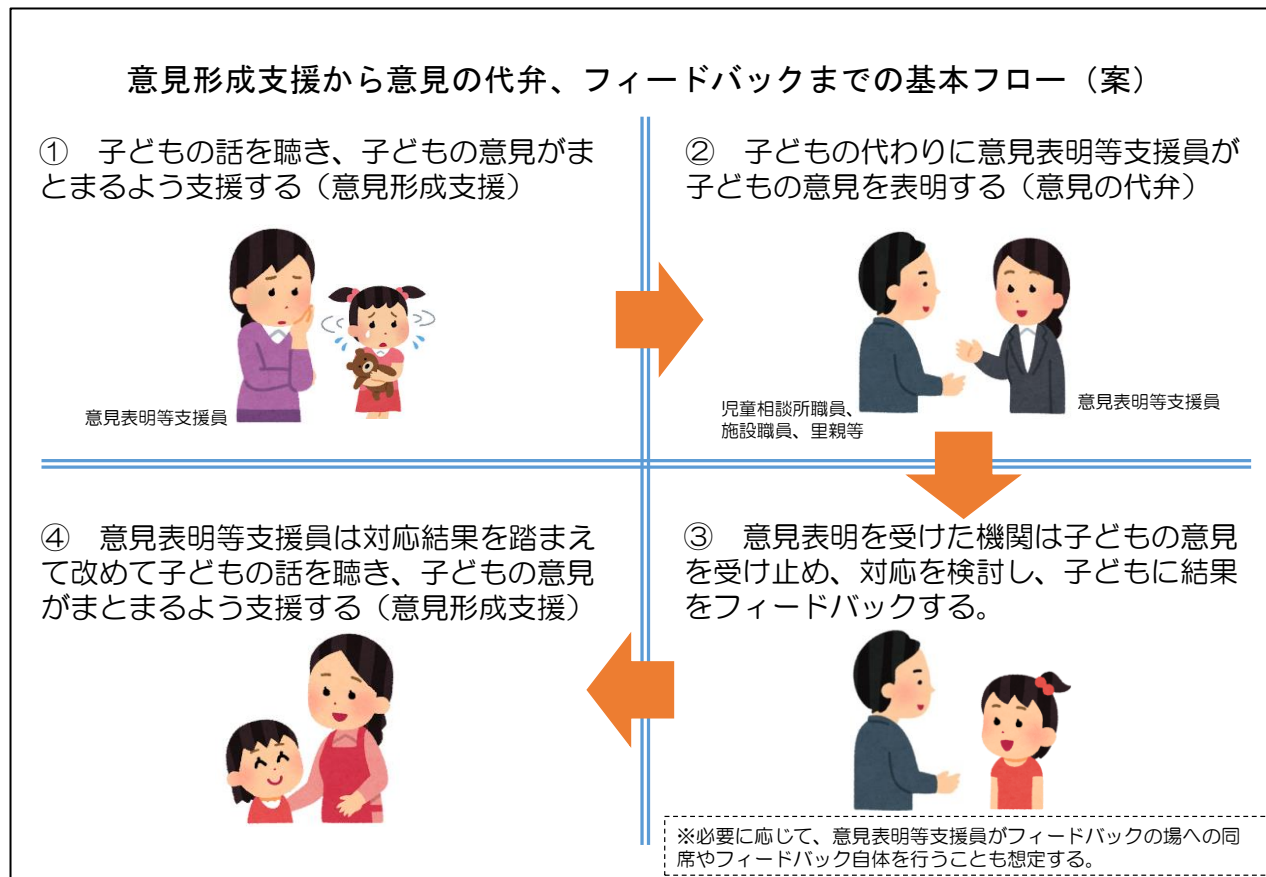 意見形成支援から意見の代弁、フィードバックまでの基本フロー（案）
① 子どもの話を聴き、子どもの意見がま
とまるよう支援する（意見形成支援）
意見表明等支援員
② 子どもの代わりに意見表明等支援員が
子どもの意見を表明する（意見の代弁）
児童相談所職員、
施設職員、里親等
意見表明等支援員
③ 意見表明を受けた機関は子どもの意見
を受け止め、対応を検討し、子どもに結果
をフィードバックする。
※必要に応じて、意見表明等支援員がフィードバックの場への同
席やフィードバック自体を行うことも想定する。
④ 意見表明等支援員は対応結果を踏まえ
て改めて子どもの話を聴き、子どもの意見
がまとまるよう支援する（意見形成支援）